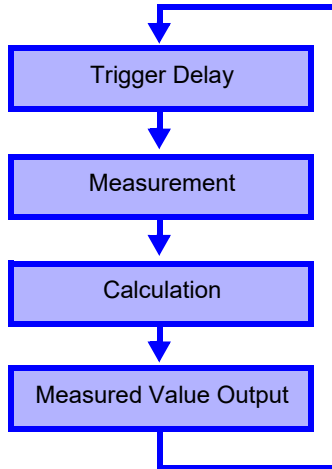 Trigger Delay
Measurement
Calculation
Measured Value Output